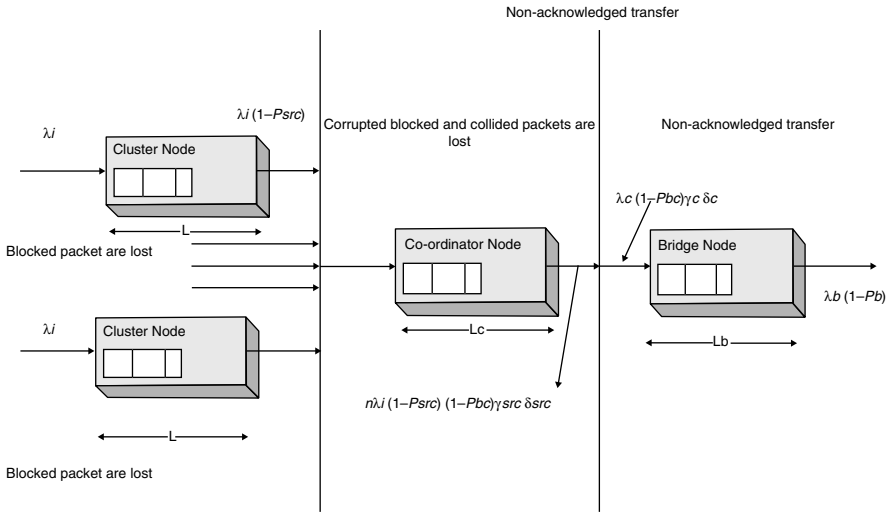 Non-acknowledged transfer
λi (1–Psrc)
λi
Corrupted blocked and collided packets are
lost
Non-acknowledged transfer
Cluster Node
λc (1–Pbc)γc δc
L
Blocked packet are lost
Co-ordinator Node
Bridge Node
λb (1–Pb)
λi
Cluster Node
Lc
Lb
nλi (1–Psrc) (1–Pbc)γsrc δsrc
L
Blocked packet are lost